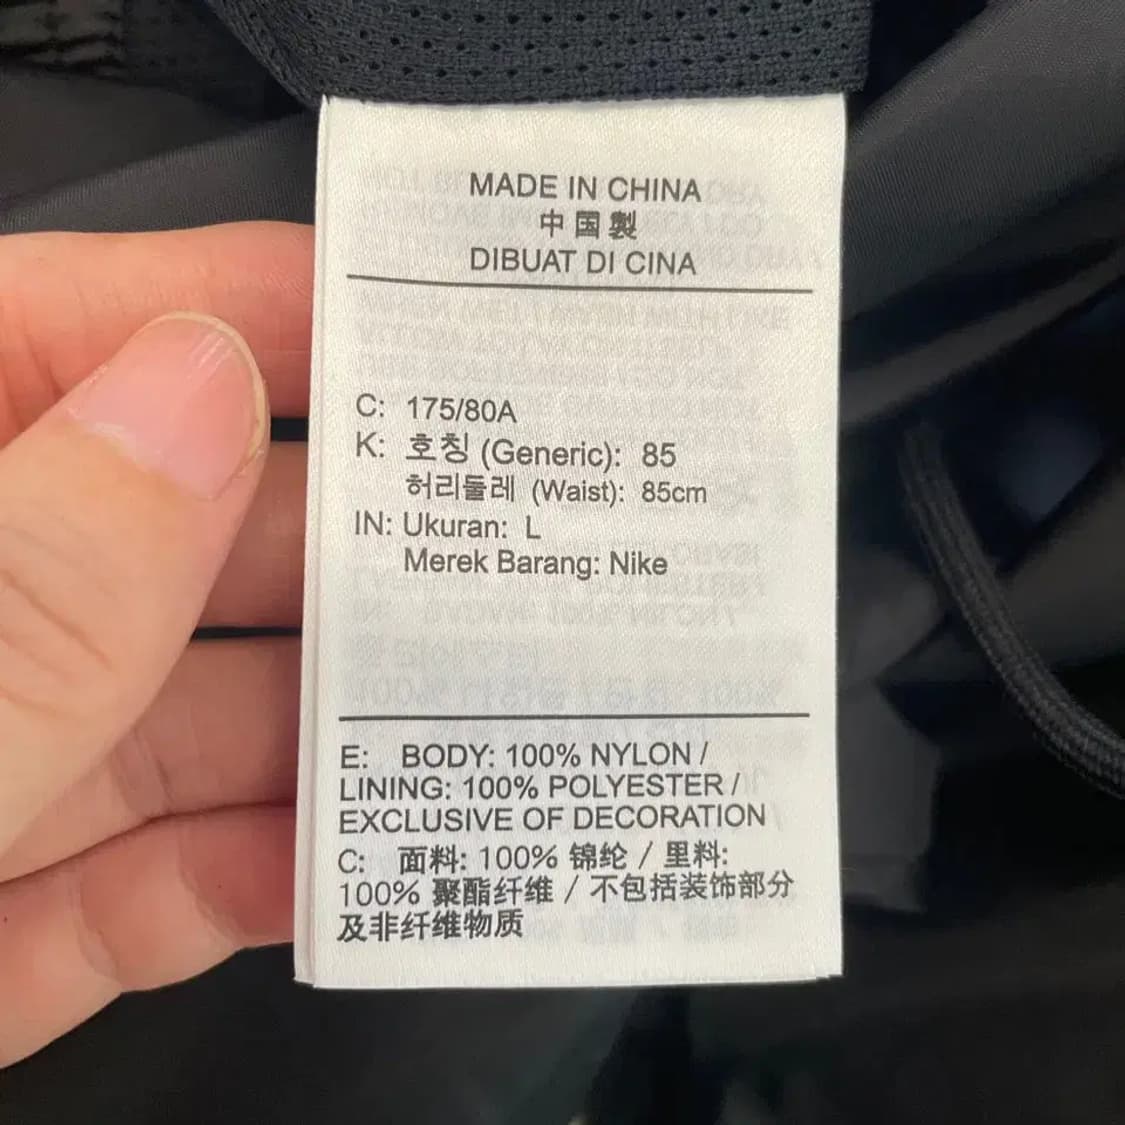 MADE IN CHINA
中国製
DIBUAT DI CINA
C: 175/80A
K: 호칭 (Generic): 85
허리둘레 (Waist): 85cm
IN: Ukuran: L
Merek Barang: Nike
E: BODY: 100% NYLON /
LINING: 100% POLYESTER /
EXCLUSIVE OF DECORATION
C: 面料: 100% 锦纶 / 里料:
100% 聚酯纤维 / 不包括装饰部分
及非纤维物质